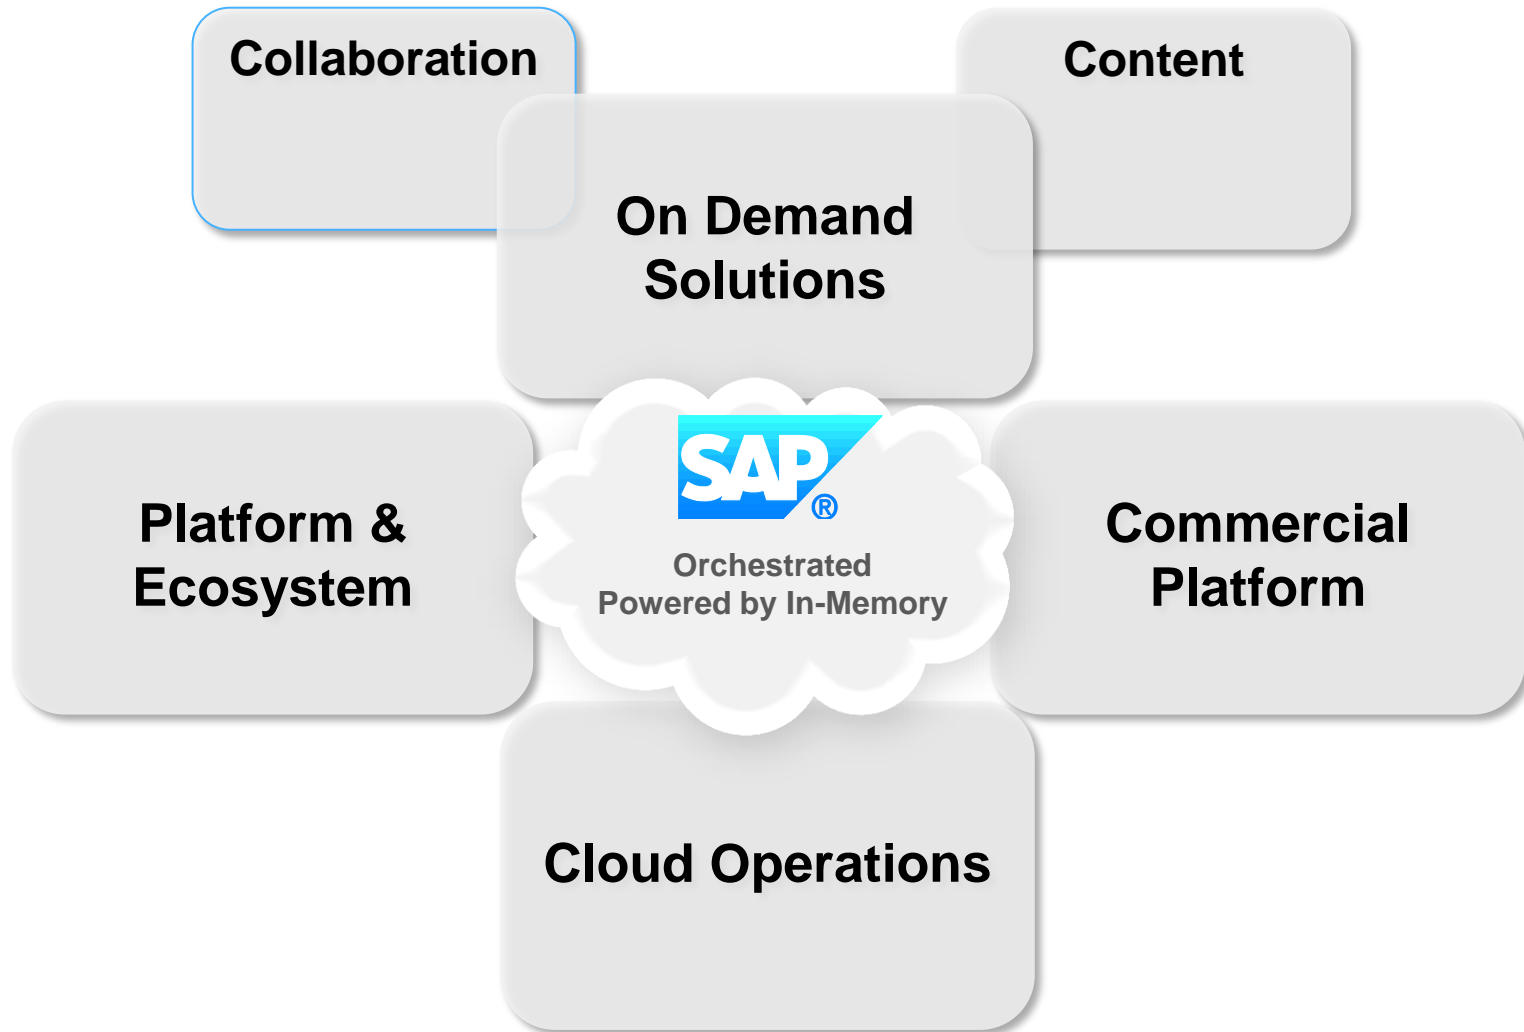 Collaboration
Content
On Demand
Solutions
SAP®
Orchestrated
Powered by In-Memory
Platform &
Ecosystem
Commercial
Platform
Cloud Operations